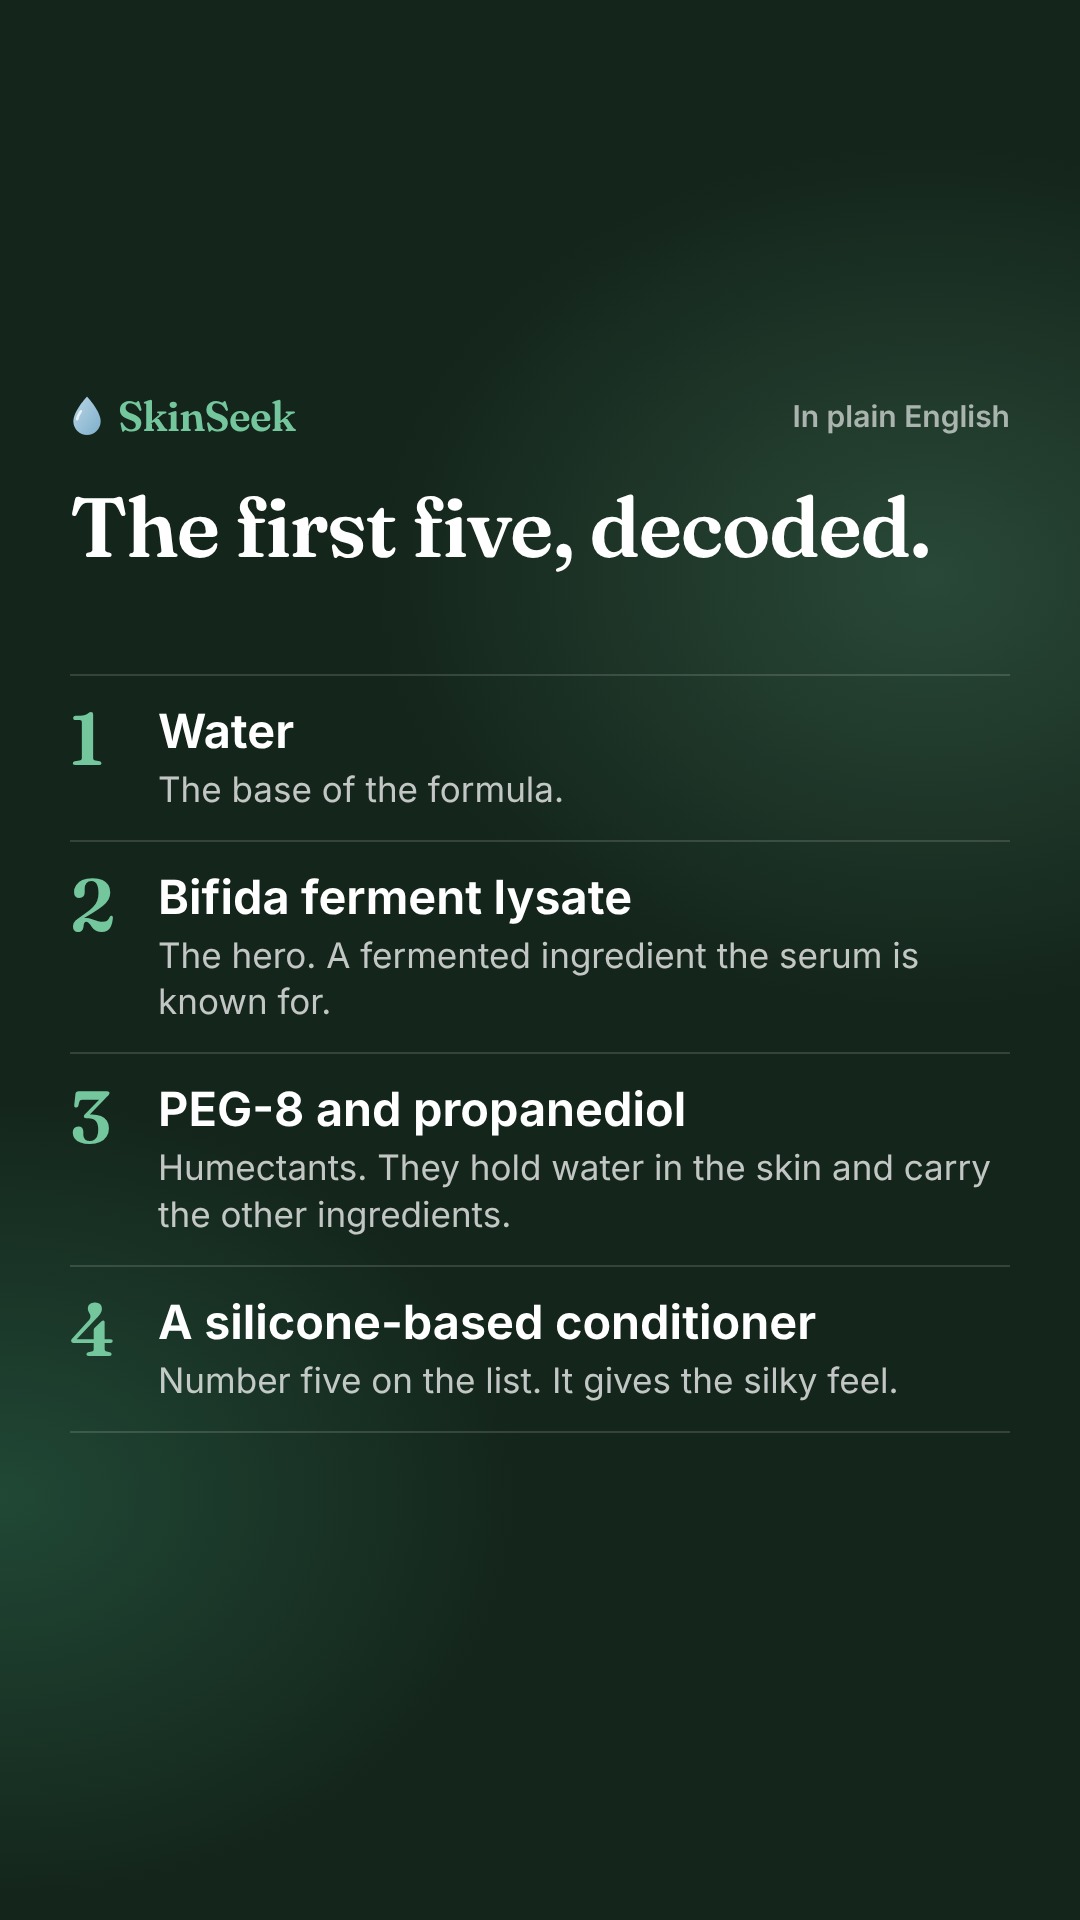 SkinSeek
In plain English
The first five, decoded.
1
Water
The base of the formula.
2
Bifida ferment lysate
The hero. A fermented ingredient the serum is
known for.
3
PEG-8 and propanediol
Humectants. They hold water in the skin and carry
the other ingredients.
4
A silicone-based conditioner
Number five on the list. It gives the silky feel.